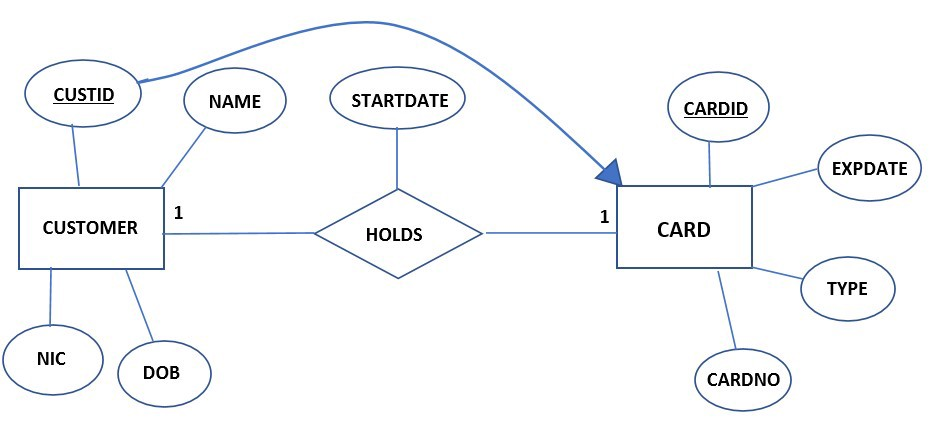 CUSTID
NAME
STARTDATE
CARDID
EXPDATE
CUSTOMER
1
HOLDS
1
CARD
TYPE
NIC
DOB
CARDNO